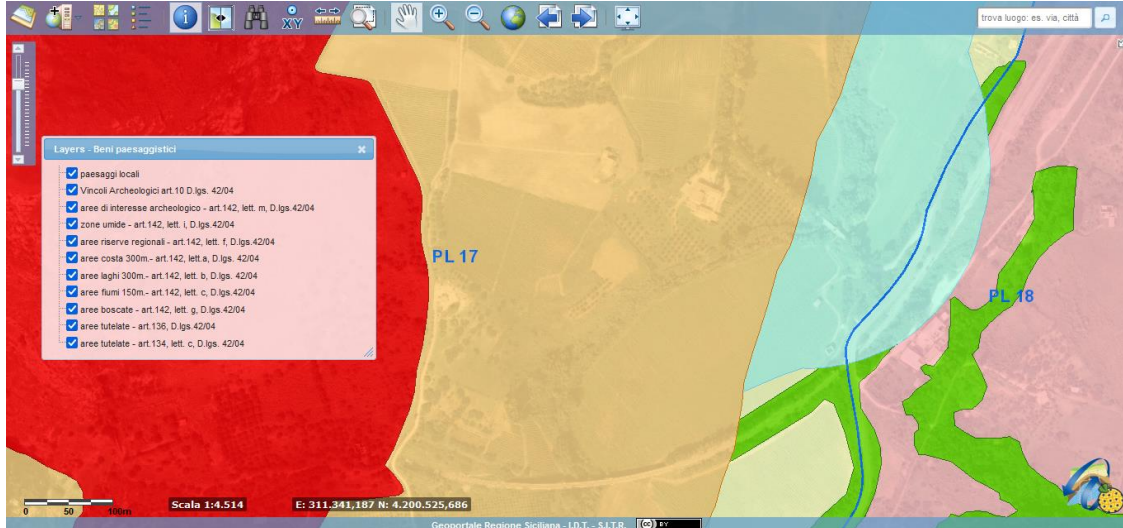 XY
trova luogo: es. via, città
Layers - Beni paesaggistici
paesaggi locali
Vincoli Archeologici art.10 D.lgs. 42/04
aree di interesse archeologico - art.142, lett. m, D.lgs.42/04
zone umide - art.142, lett. i, D.lgs.42/04
aree riserve regionali - art.142, lett. f, D.lgs.42/04
aree costa 300m.- art.142, lett.a, D.lgs. 42/04
aree laghi 300m.- art.142, lett. b, D.lgs.42/04
aree fiumi 150m.- art.142, lett. c, D.lgs.42/04
aree boscate - art.142, lett. g, D.lgs.42/04
aree tutelate - art.136, D.lgs.42/04
aree tutelate - art.134, lett. c, D.lgs. 42/04
PL 17
PL 18
0 50 100m
Scala 1:4.514
E: 311.341,187 N: 4.200.525,686
Geoportale Regione Siciliana - I.D.T. - S.I.T.R.
cc BY